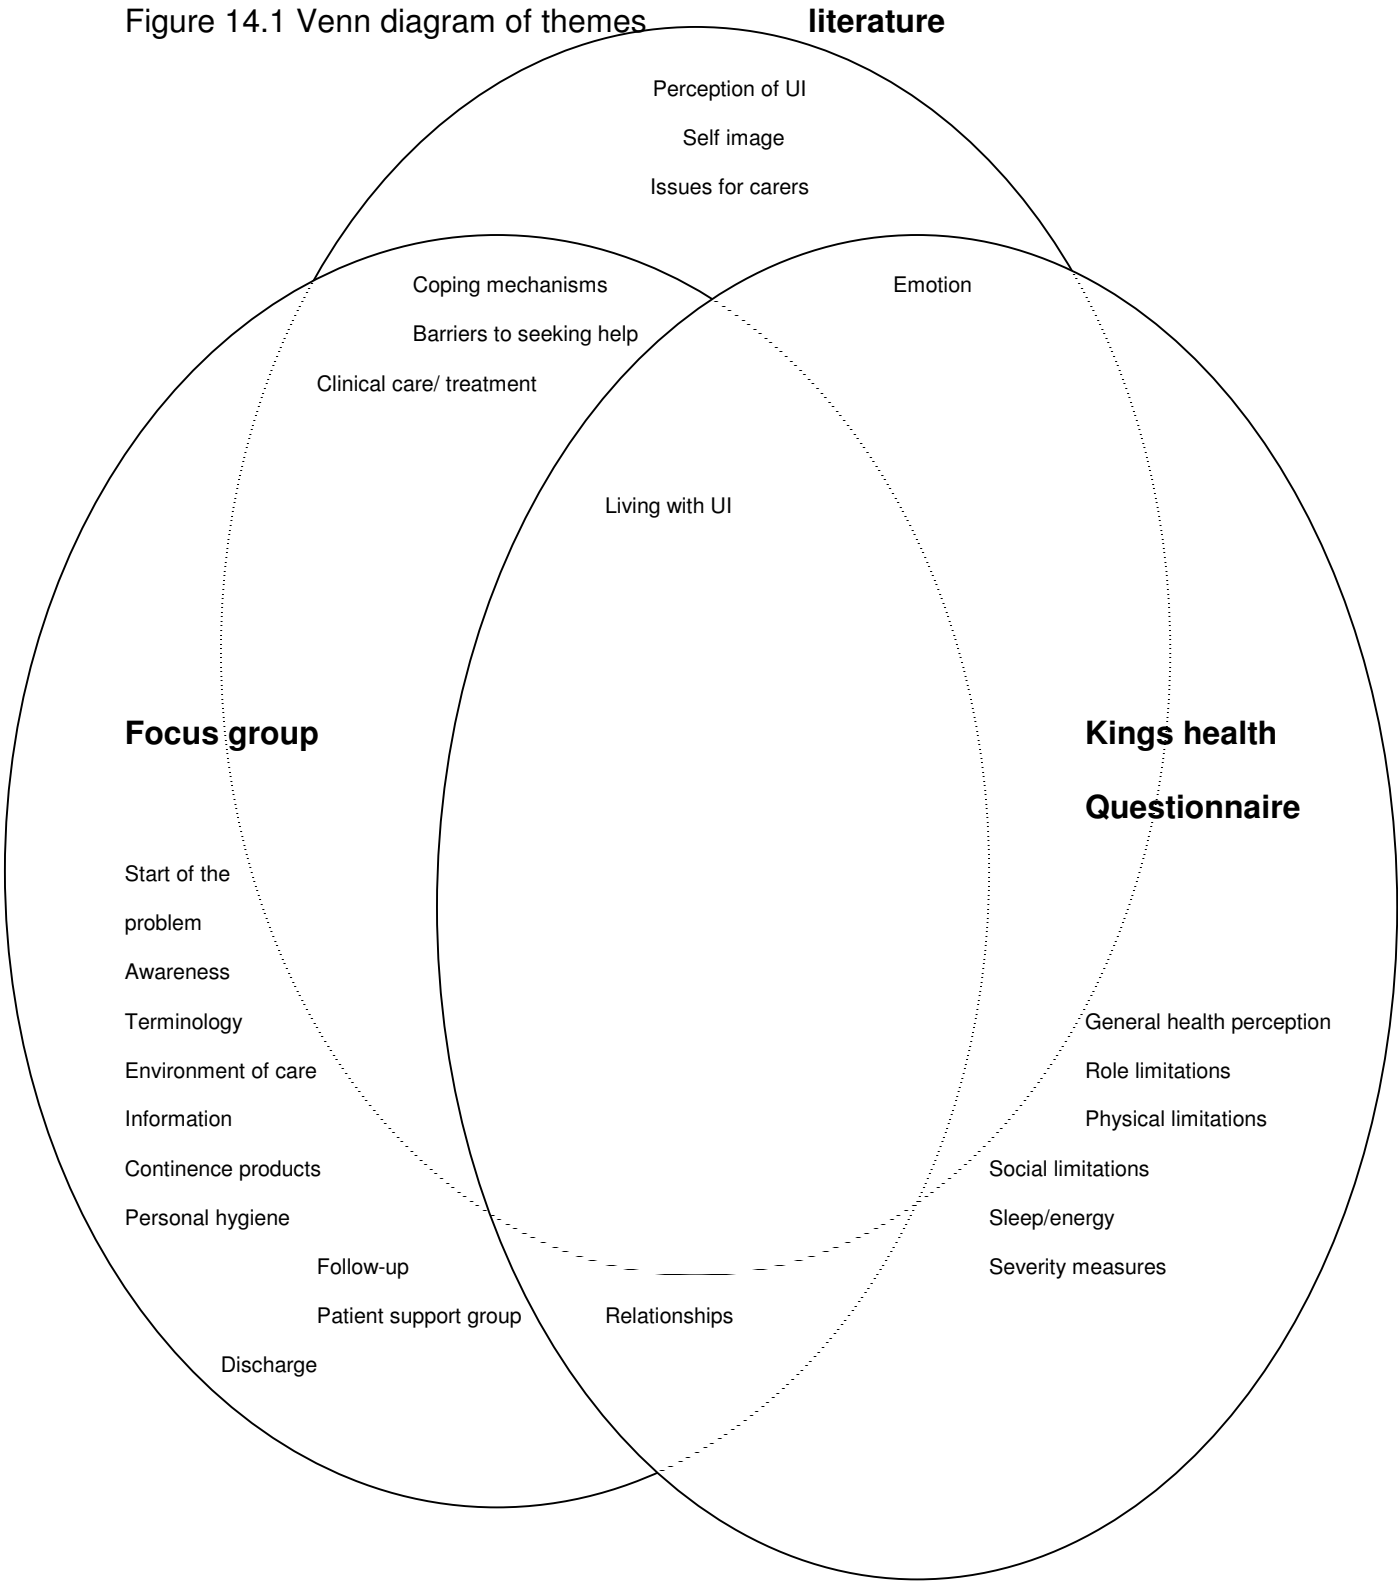 Figure 14.1 Venn diagram of themes
literature
Perception of UI
Self image
Issues for carers
Coping mechanisms
Emotion
Barriers to seeking help
Clinical care/ treatment
Living with UI
Focus group
Kings health
Questionnaire
Start of the
problem
Awareness
Terminology
Environment of care
Information
Continence products
Personal hygiene
Follow-up
Patient support group
Discharge
Relationships
General health perception
Role limitations
Physical limitations
Social limitations
Sleep/energy
Severity measures